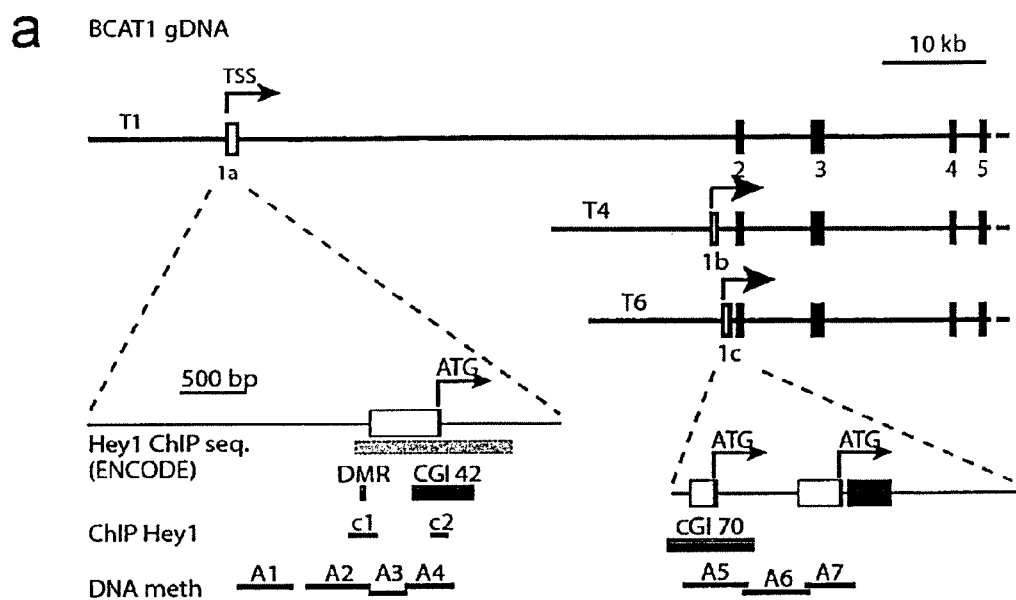 a BCAT1 gDNA
10 kb
TSS
T1
1a 2 3 4 5
T4
1b
T6
1c
500 bp ATG
Hey1 ChIP seq.
(ENCODE)
ATG ATG
DMR CGI 42
CGI 70
ChIP Hey1 c1 c2
DNA meth A1 A2 A3 A4 A5 A6 A7